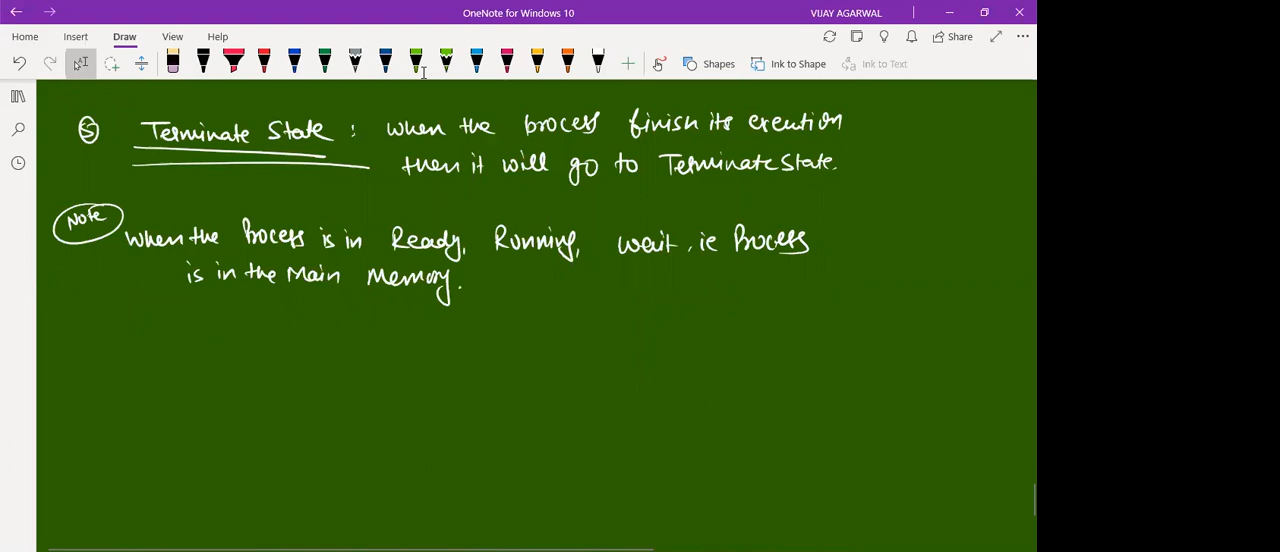 OneNote for Windows 10
VIJAY AGARWAL
Home Insert Draw View Help
Share
Shapes Ink to Shape Ink to Text
5 Terminate State : when the process finish its exeution
then it will go to Terminate State.
Note
when the Process is in Ready, Running, wait, ie Process
is in the Main Memory.